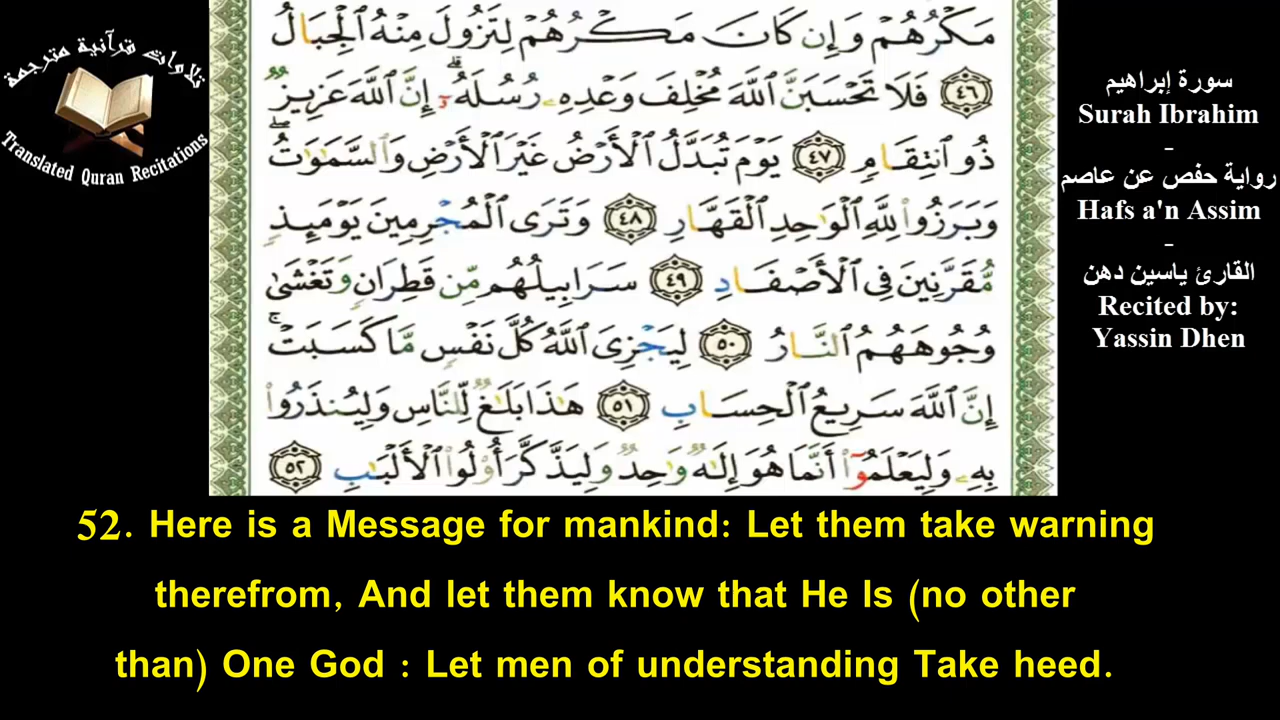 تلاوات قرآنية مترجمة
Translated Quran Recitations
مَكْرُهُمْ وَإِن كَانَ مَكْرُهُمْ لِتَزُولَ مِنْهُ ٱلْجِبَالُ
﴿٤٦﴾ فَلَا تَحْسَبَنَّ ٱللَّهَ مُخْلِفَ وَعْدِهِۦ رُسُلَهُۥٓ ۗ إِنَّ ٱللَّهَ عَزِيزٌ
ذُو ٱنتِقَامٍ ﴿٤٧﴾ يَوْمَ تُبَدَّلُ ٱلْأَرْضُ غَيْرَ ٱلْأَرْضِ وَٱلسَّمَٰوَٰتُ ۖ
وَبَرَزُوا۟ لِلَّهِ ٱلْوَٰحِدِ ٱلْقَهَّارِ ﴿٤٨﴾ وَتَرَى ٱلْمُجْرِمِينَ يَوْمَئِذٍ
مُّقَرَّنِينَ فِى ٱلْأَصْفَادِ ﴿٤٩﴾ سَرَابِيلُهُم مِّن قَطِرَانٍ وَتَغْشَىٰ
وُجُوهَهُمُ ٱلنَّارُ ﴿٥٠﴾ لِيَجْزِىَ ٱللَّهُ كُلَّ نَفْسٍ مَّا كَسَبَتْ ۚ
إِنَّ ٱللَّهَ سَرِيعُ ٱلْحِسَابِ ﴿٥١﴾ هَٰذَا بَلَٰغٌ لِّلنَّاسِ وَلِيُنذَرُوا۟
بِهِۦ وَلِيَعْلَمُوٓا۟ أَنَّمَا هُوَ إِلَٰهٌ وَٰحِدٌ وَلِيَذَّكَّرَ أُو۟لُوا۟ ٱلْأَلْبَٰبِ ﴿٥٢﴾
سورة إبراهيم
Surah Ibrahim
-
رواية حفص عن عاصم
Hafs a'n Assim
-
القارئ ياسين دهن
Recited by:
Yassin Dhen
52. Here is a Message for mankind: Let them take warning
therefrom, And let them know that He Is (no other
than) One God : Let men of understanding Take heed.